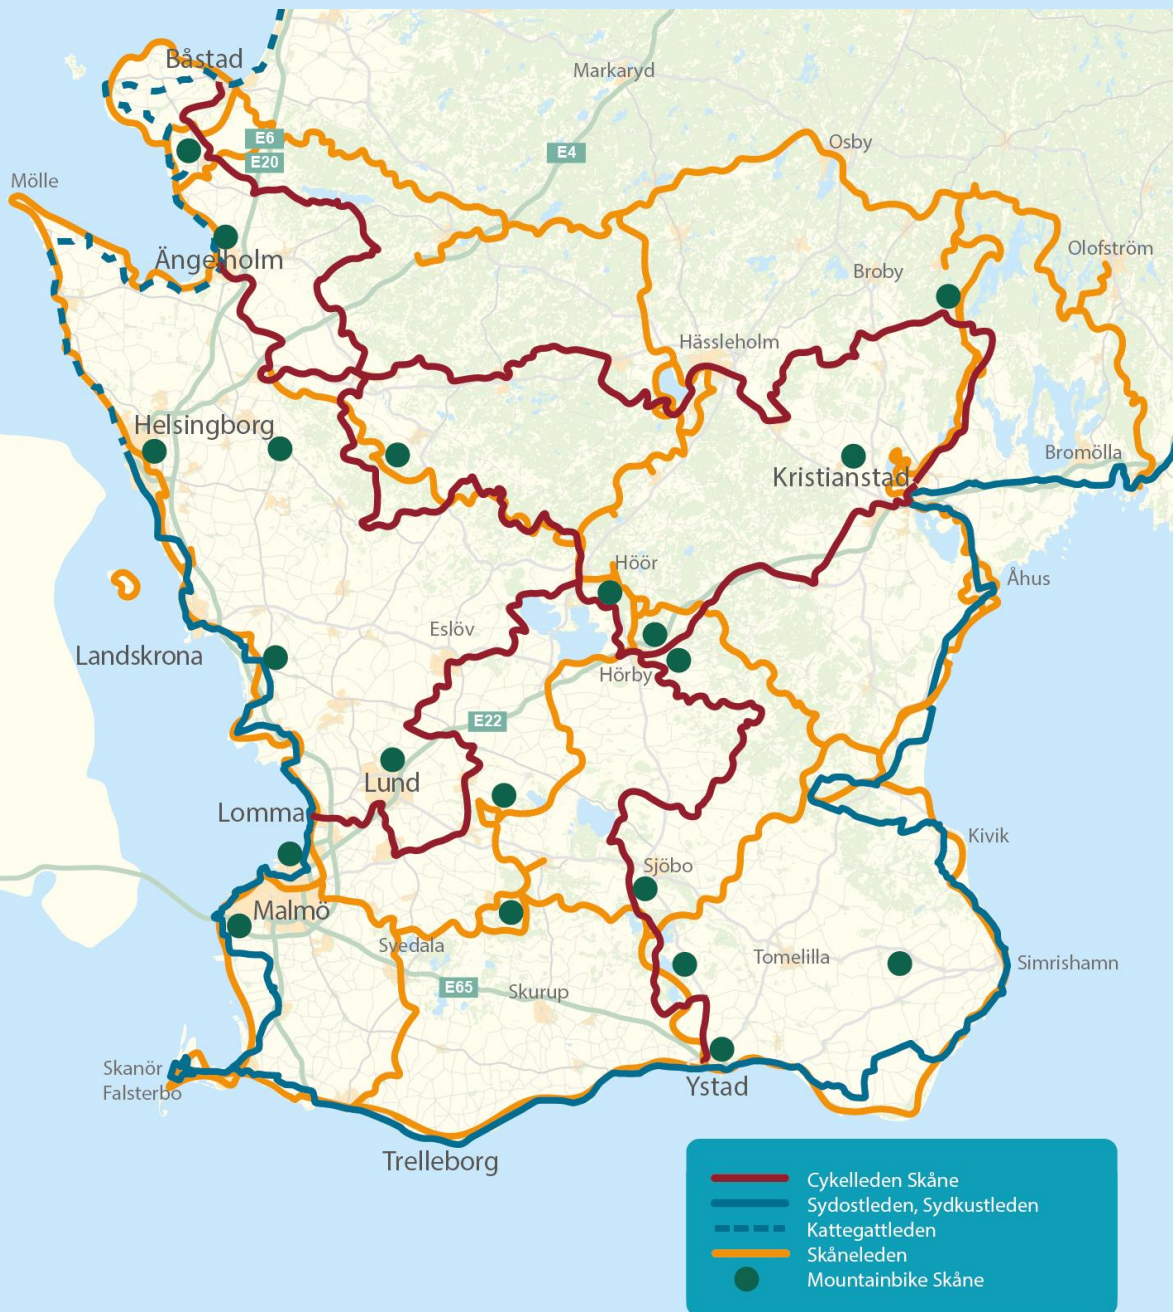 Båstad
Markaryd
E6
E20
E4
Osby
Mölle
Ängelholm
Olofström
Broby
Hässleholm
Helsingborg
Kristianstad
Bromölla
Höör
Åhus
Eslöv
Landskrona
Hörby
E22
Lund
Lomma
Kivik
Sjöbo
Malmö
Svedala
Tomelilla
Simrishamn
E65
Skurup
Skanör
Falsterbo
Ystad
Trelleborg
Cykelleden Skåne
Sydostleden, Sydkustleden
Kattegattleden
Skåneleden
Mountainbike Skåne